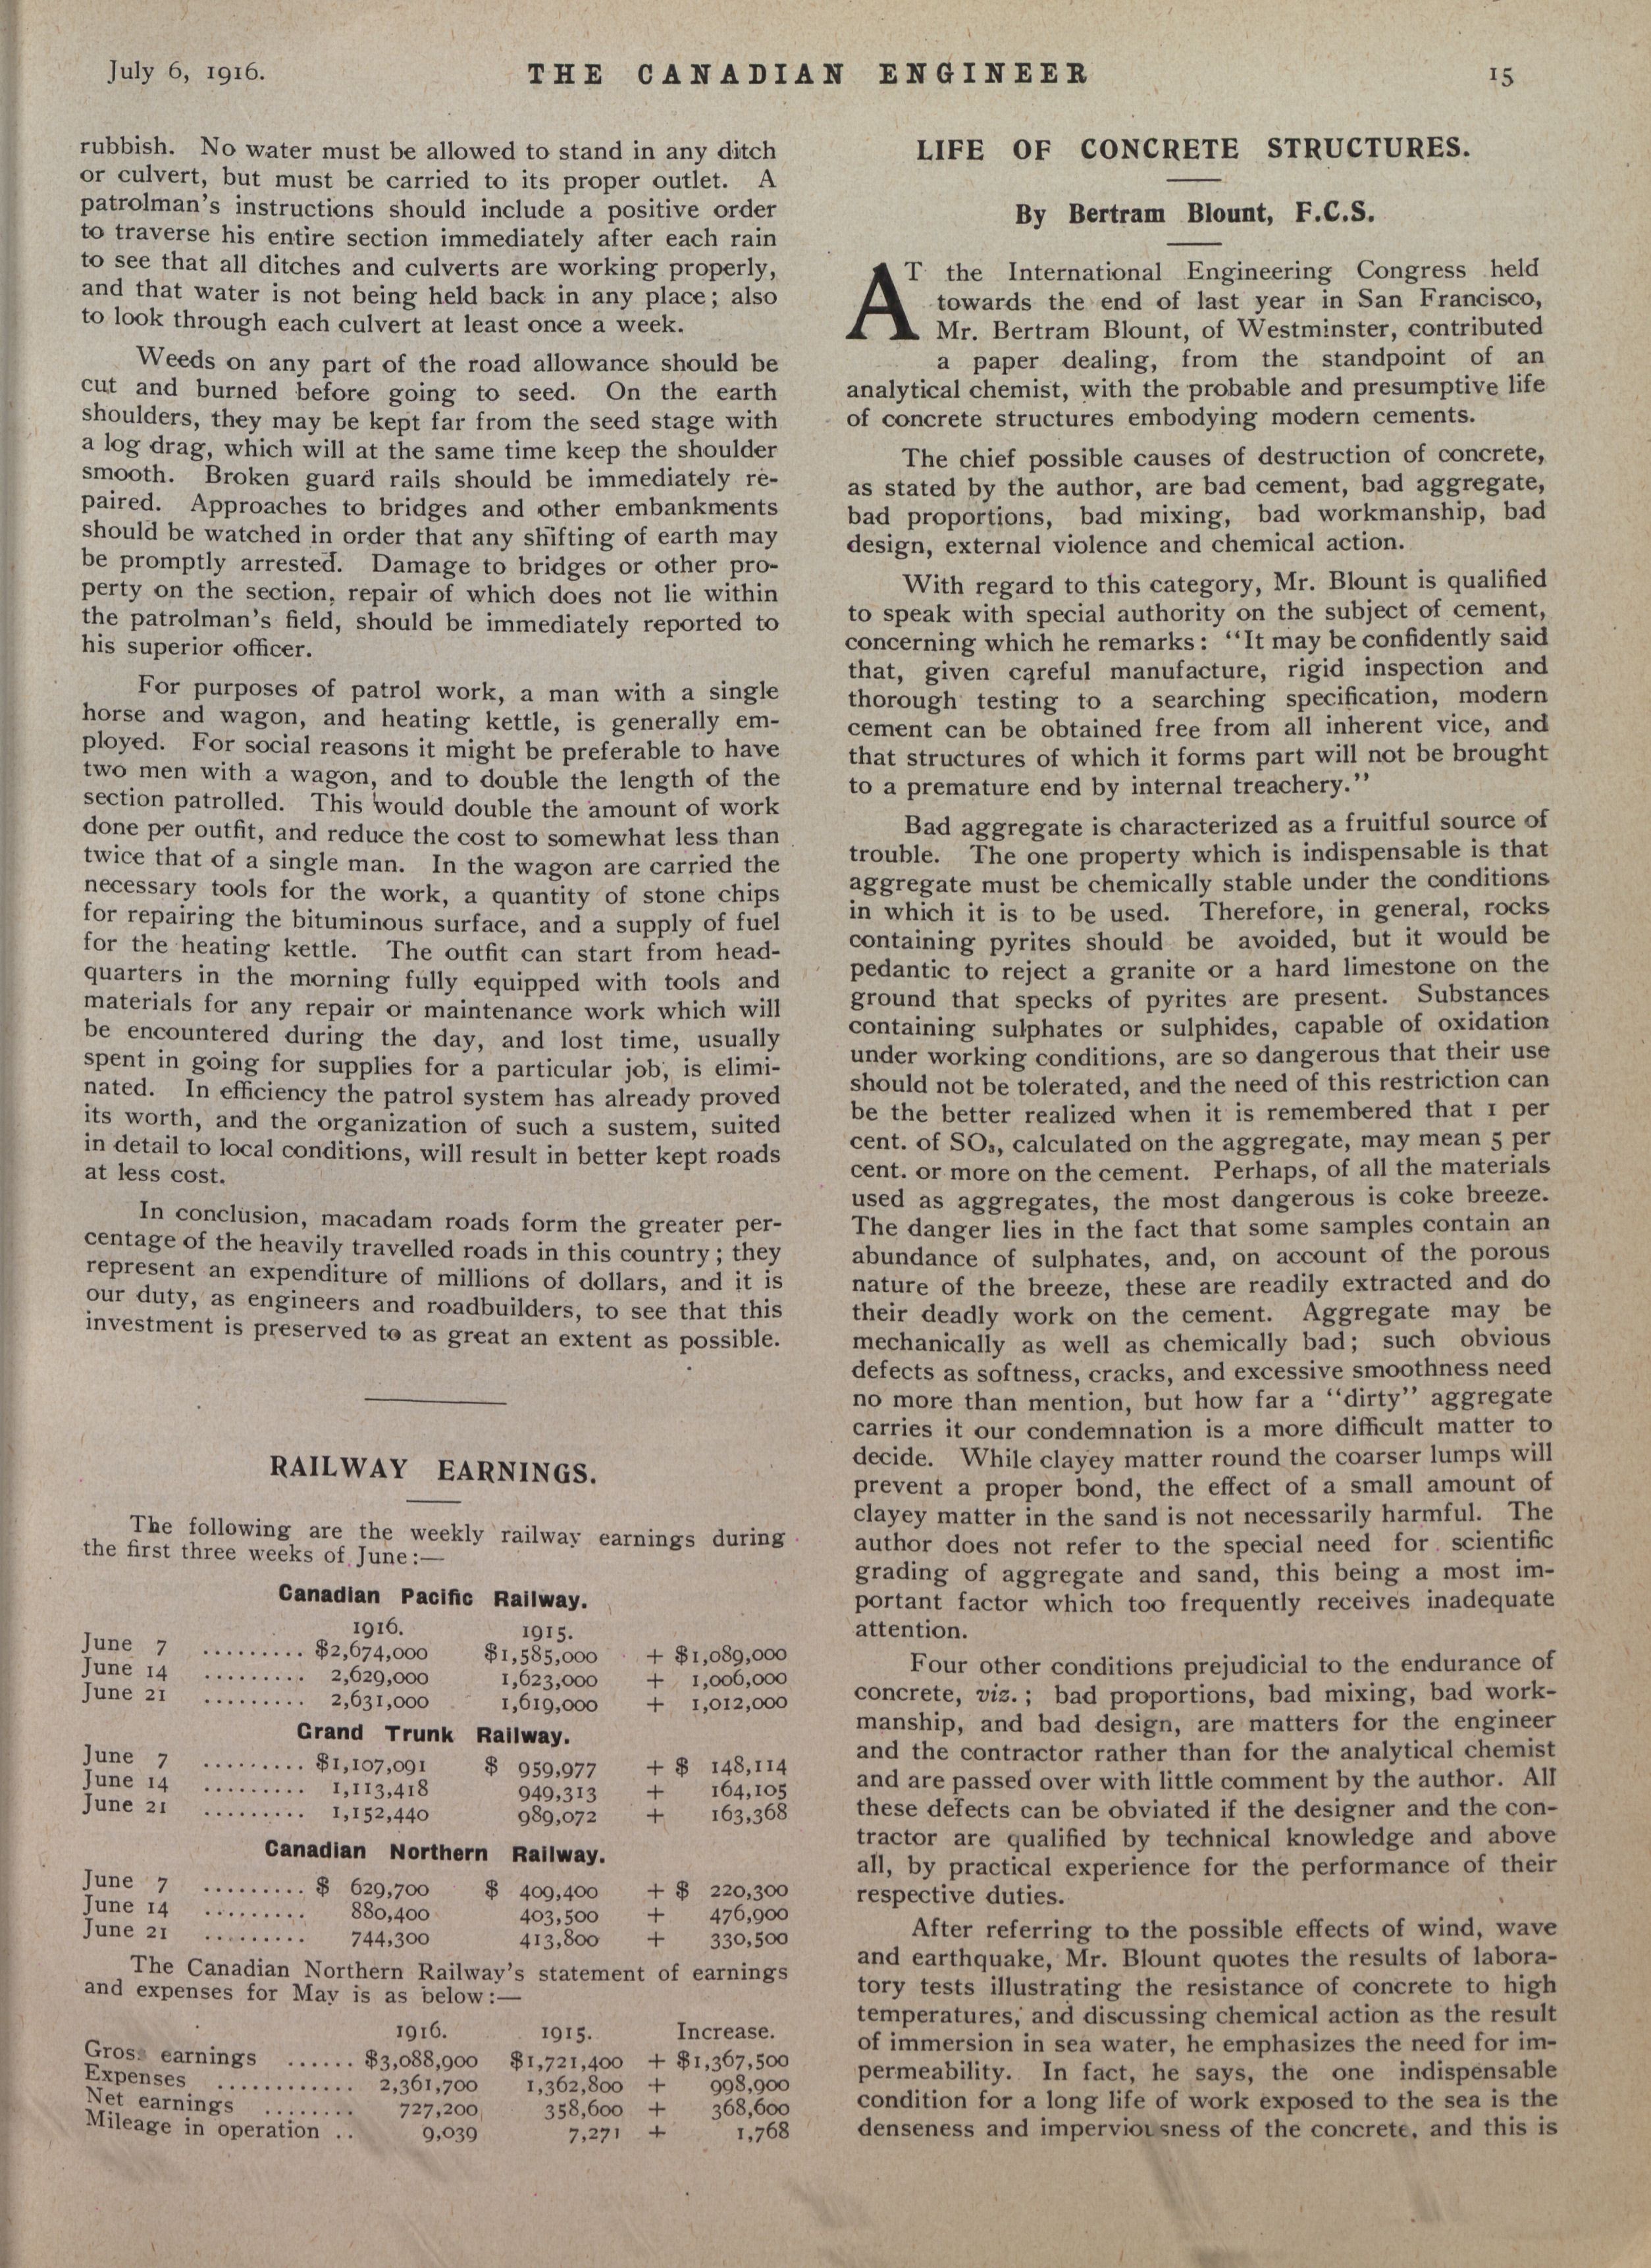 July 6, 1916.
THE CANADIAN ENGINEER
15
rubbish. No water must be allowed to stand in any ditch
or culvert, but must be carried to its proper outlet. A
patrolman's instructions should include a positive order
to traverse his entire section immediately after each rain
to see that all ditches and culverts are working properly,
and that water is not being held back in any place; also
to look through each culvert at least once a week.
Weeds on any part of the road allowance should be
cut and burned before going to seed. On the earth
shoulders, they may be kept far from the seed stage with
a log drag, which will at the same time keep the shoulder
smooth. Broken guard rails should be immediately re-
paired. Approaches to bridges and other embankments
should be watched in order that any shifting of earth may
be promptly arrested. Damage to bridges or other pro-
perty on the section, repair of which does not lie within
the patrolman's field, should be immediately reported to
his superior officer.
For purposes of patrol work, a man with a single
horse and wagon, and heating kettle, is generally em-
ployed. For social reasons it might be preferable to have
two men with a wagon, and to double the length of the
section patrolled. This would double the amount of work
done per outfit, and reduce the cost to somewhat less than
twice that of a single man. In the wagon are carried the
necessary tools for the work, a quantity of stone chips
for repairing the bituminous surface, and a supply of fuel
for the heating kettle. The outfit can start from head-
quarters in the morning fully equipped with tools and
materials for any repair or maintenance work which will
be encountered during the day, and lost time, usually
spent in going for supplies for a particular job, is elimi-
nated. In efficiency the patrol system has already proved
its worth, and the organization of such a sustem, suited
in detail to local conditions, will result in better kept roads
at less cost.
In conclusion, macadam roads form the greater per-
centage of the heavily travelled roads in this country; they
represent an expenditure of millions of dollars, and it is
our duty, as engineers and roadbuilders, to see that this
investment is preserved to as great an extent as possible.
RAILWAY EARNINGS.
The following are the weekly railway earnings during
the first three weeks of June:—
Canadian Pacific Railway.
1916. 1915.
June 7 ......... $2,674,000 $1,585,000 + $1,089,000
June 14 ......... 2,629,000 1,623,000 + 1,006,000
June 21 ......... 2,631,000 1,619,000 + 1,012,000
Grand Trunk Railway.
June 7 ......... $1,107,091 $ 959,977 + $ 148,114
June 14 ......... 1,113,418 949,313 + 164,105
June 21 ......... 1,152,440 989,072 + 163,368
Canadian Northern Railway.
June 7 ......... $ 629,700 $ 409,400 + $ 220,300
June 14 ......... 880,400 403,500 + 476,900
June 21 ......... 744,300 413,800 + 330,500
The Canadian Northern Railway's statement of earnings
and expenses for May is as below:—
1916. 1915. Increase.
Gross earnings ...... $3,088,900 $1,721,400 + $1,367,500
Expenses ............ 2,361,700 1,362,800 + 998,900
Net earnings ........ 727,200 358,600 + 368,600
Mileage in operation .. 9,039 7,271 + 1,768
LIFE OF CONCRETE STRUCTURES.
By Bertram Blount, F.C.S.
AT the International Engineering Congress held
towards the end of last year in San Francisco,
Mr. Bertram Blount, of Westminster, contributed
a paper dealing, from the standpoint of an
analytical chemist, with the probable and presumptive life
of concrete structures embodying modern cements.
The chief possible causes of destruction of concrete,
as stated by the author, are bad cement, bad aggregate,
bad proportions, bad mixing, bad workmanship, bad
design, external violence and chemical action.
With regard to this category, Mr. Blount is qualified
to speak with special authority on the subject of cement,
concerning which he remarks: "It may be confidently said
that, given careful manufacture, rigid inspection and
thorough testing to a searching specification, modern
cement can be obtained free from all inherent vice, and
that structures of which it forms part will not be brought
to a premature end by internal treachery."
Bad aggregate is characterized as a fruitful source of
trouble. The one property which is indispensable is that
aggregate must be chemically stable under the conditions
in which it is to be used. Therefore, in general, rocks
containing pyrites should be avoided, but it would be
pedantic to reject a granite or a hard limestone on the
ground that specks of pyrites are present. Substances
containing sulphates or sulphides, capable of oxidation
under working conditions, are so dangerous that their use
should not be tolerated, and the need of this restriction can
be the better realized when it is remembered that 1 per
cent. of SO₃, calculated on the aggregate, may mean 5 per
cent. or more on the cement. Perhaps, of all the materials
used as aggregates, the most dangerous is coke breeze.
The danger lies in the fact that some samples contain an
abundance of sulphates, and, on account of the porous
nature of the breeze, these are readily extracted and do
their deadly work on the cement. Aggregate may be
mechanically as well as chemically bad; such obvious
defects as softness, cracks, and excessive smoothness need
no more than mention, but how far a "dirty" aggregate
carries it our condemnation is a more difficult matter to
decide. While clayey matter round the coarser lumps will
prevent a proper bond, the effect of a small amount of
clayey matter in the sand is not necessarily harmful. The
author does not refer to the special need for scientific
grading of aggregate and sand, this being a most im-
portant factor which too frequently receives inadequate
attention.
Four other conditions prejudicial to the endurance of
concrete, viz.; bad proportions, bad mixing, bad work-
manship, and bad design, are matters for the engineer
and the contractor rather than for the analytical chemist
and are passed over with little comment by the author. All
these defects can be obviated if the designer and the con-
tractor are qualified by technical knowledge and above
all, by practical experience for the performance of their
respective duties.
After referring to the possible effects of wind, wave
and earthquake, Mr. Blount quotes the results of labora-
tory tests illustrating the resistance of concrete to high
temperatures, and discussing chemical action as the result
of immersion in sea water, he emphasizes the need for im-
permeability. In fact, he says, the one indispensable
condition for a long life of work exposed to the sea is the
denseness and imperviousness of the concrete, and this is